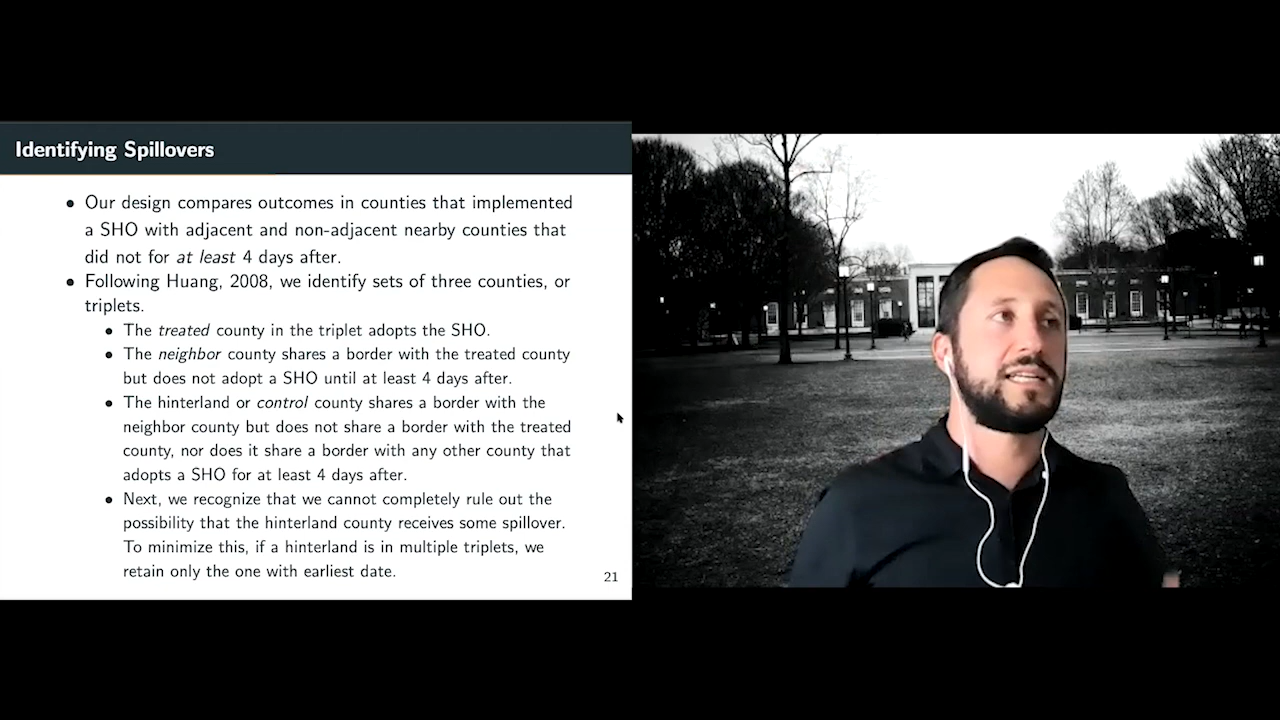 Identifying Spillovers
• Our design compares outcomes in counties that implemented
a SHO with adjacent and non-adjacent nearby counties that
did not for at least 4 days after.
• Following Huang, 2008, we identify sets of three counties, or
triplets.
• The treated county in the triplet adopts the SHO.
• The neighbor county shares a border with the treated county
but does not adopt a SHO until at least 4 days after.
• The hinterland or control county shares a border with the
neighbor county but does not share a border with the treated
county, nor does it share a border with any other county that
adopts a SHO for at least 4 days after.
• Next, we recognize that we cannot completely rule out the
possibility that the hinterland county receives some spillover.
To minimize this, if a hinterland is in multiple triplets, we
retain only the one with earliest date.
21